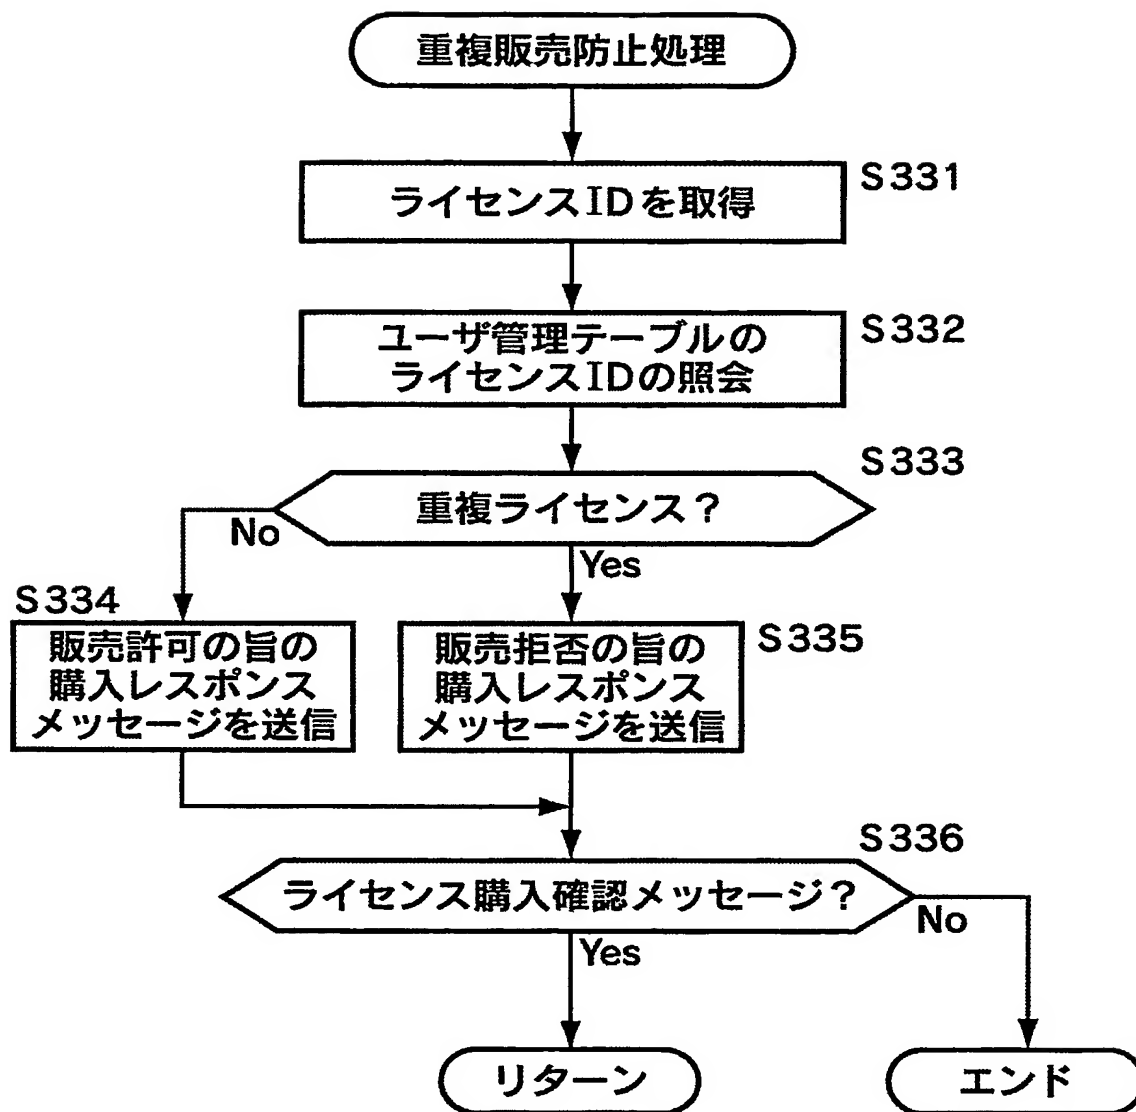 重複販売防止処理
S331
ライセンスIDを取得
S332
ユーザ管理テーブルの
ライセンスIDの照会
S333
重複ライセンス?
No
Yes
S334
販売許可の旨の
購入レスポンス
メッセージを送信
S335
販売拒否の旨の
購入レスポンス
メッセージを送信
S336
ライセンス購入確認メッセージ?
No
Yes
リターン
エンド